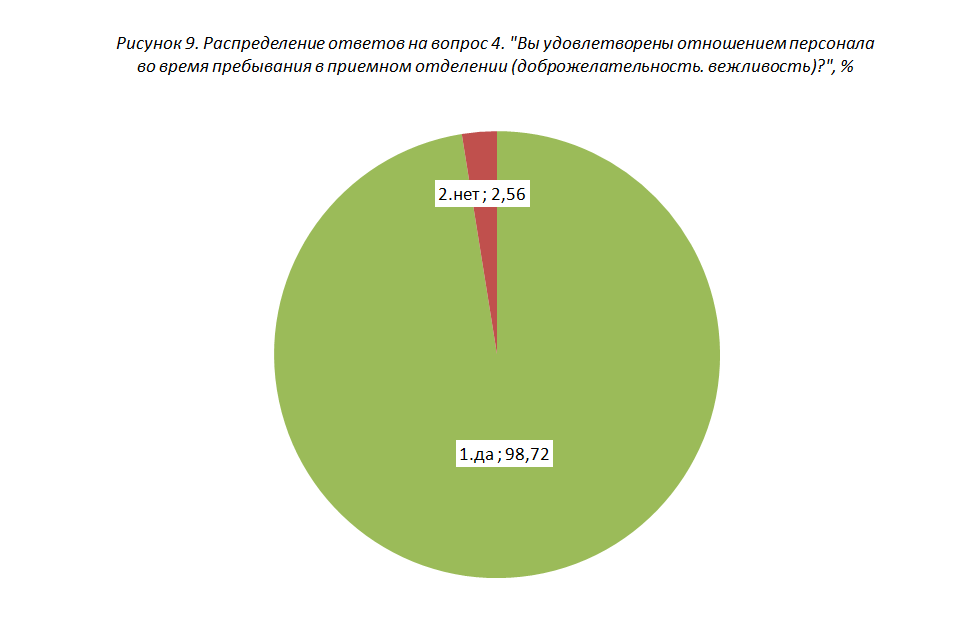 Рисунок 9. Распределение ответов на вопрос 4. "Вы удовлетворены отношением персонала
во время пребывания в приемном отделении (доброжелательность. вежливость)?", %
2.нет ; 2,56
1.да ; 98,72